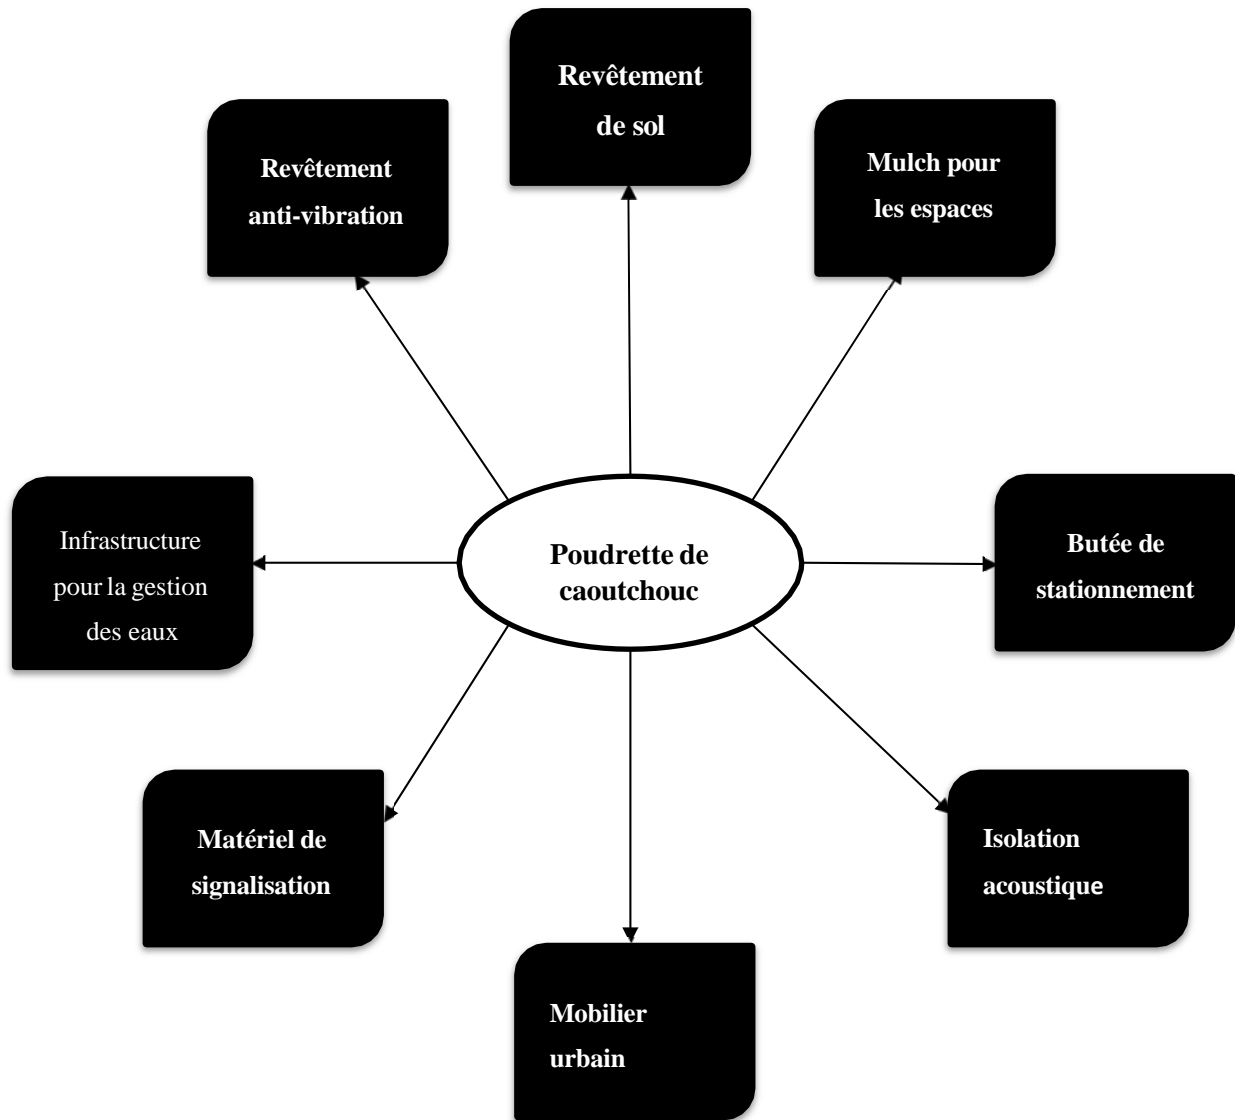 Revêtement
de sol
Revêtement
anti-vibration
Mulch pour
les espaces
Infrastructure
pour la gestion
des eaux
Poudrette de
caoutchouc
Butée de
stationnement
Matériel de
signalisation
Isolation
acoustique
Mobilier
urbain